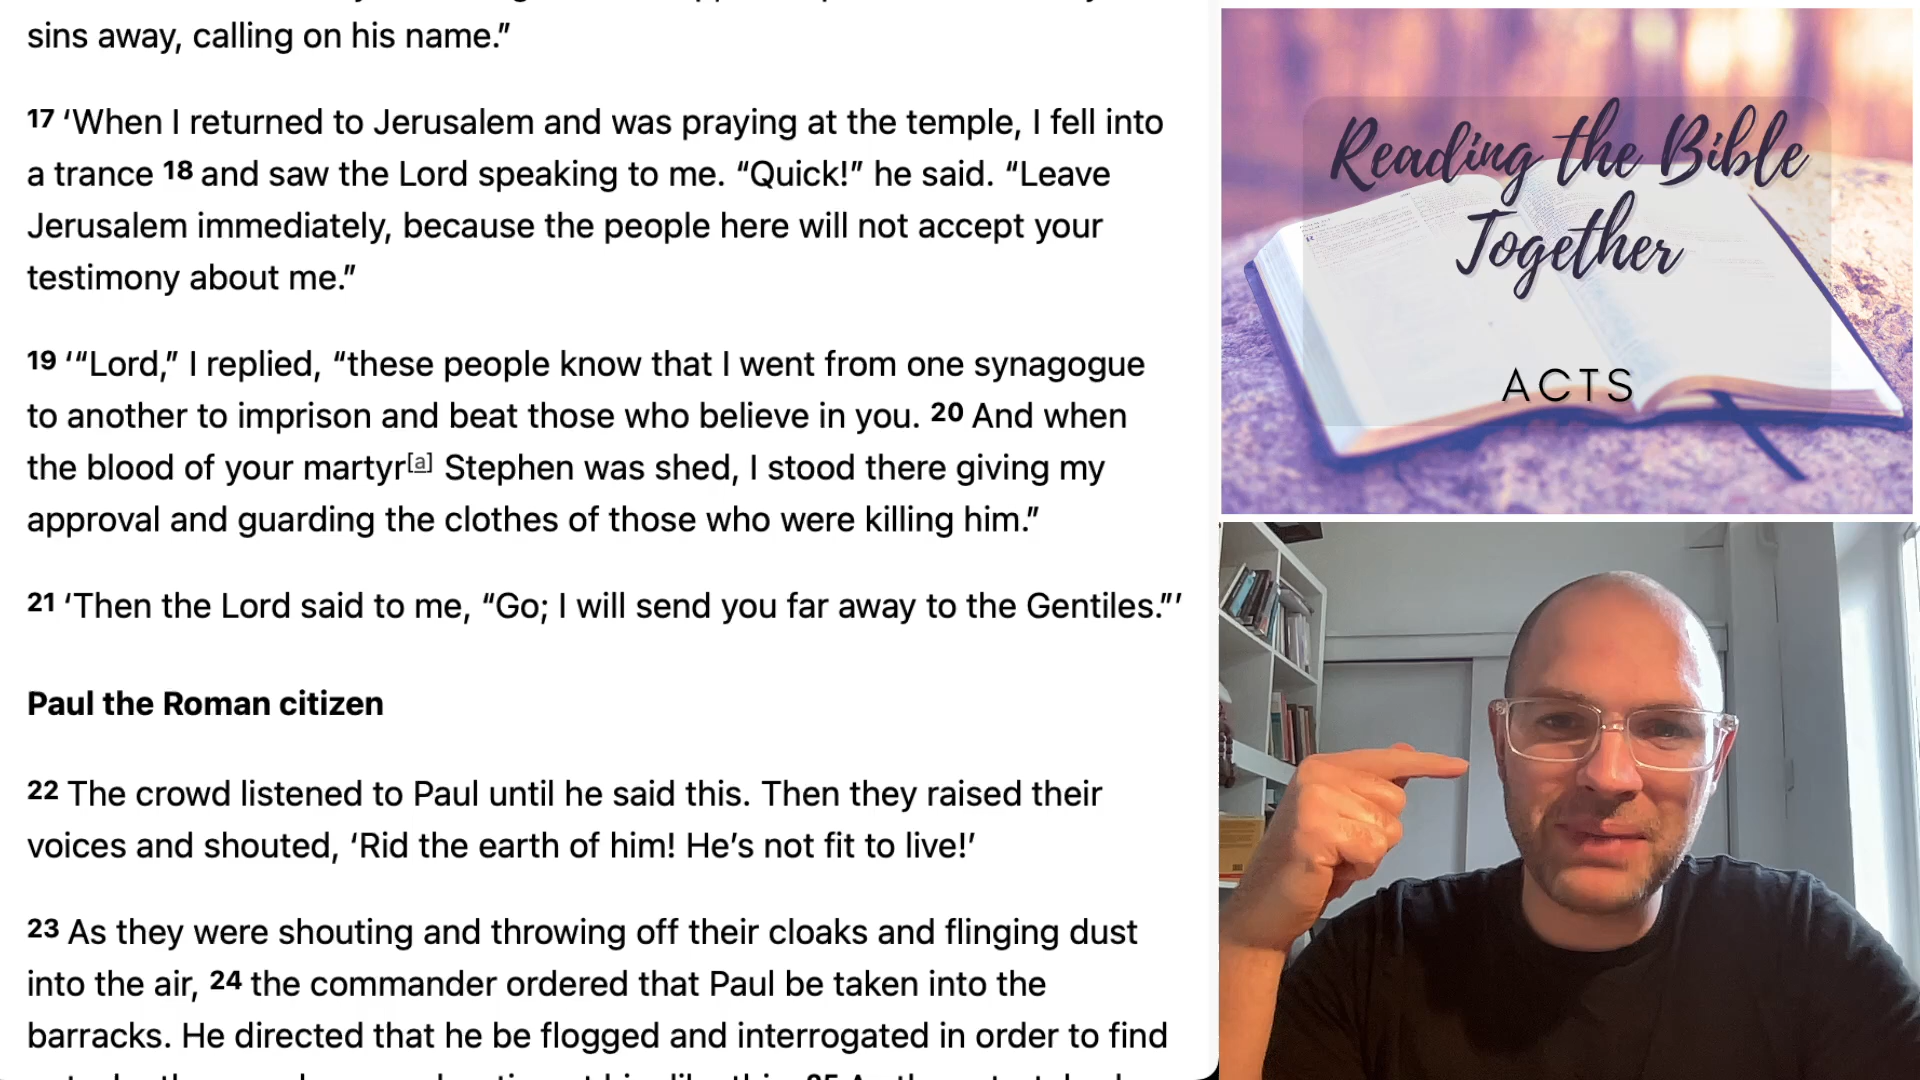 sins away, calling on his name.”
17 ‘When I returned to Jerusalem and was praying at the temple, I fell into
a trance 18 and saw the Lord speaking to me. “Quick!” he said. “Leave
Jerusalem immediately, because the people here will not accept your
testimony about me.”
19 ‘“Lord,” I replied, “these people know that I went from one synagogue
to another to imprison and beat those who believe in you. 20 And when
the blood of your martyr[a] Stephen was shed, I stood there giving my
approval and guarding the clothes of those who were killing him.”
21 ‘Then the Lord said to me, “Go; I will send you far away to the Gentiles.”’
Paul the Roman citizen
22 The crowd listened to Paul until he said this. Then they raised their
voices and shouted, ‘Rid the earth of him! He’s not fit to live!’
23 As they were shouting and throwing off their cloaks and flinging dust
into the air, 24 the commander ordered that Paul be taken into the
barracks. He directed that he be flogged and interrogated in order to find
Reading the Bible
Together
ACTS